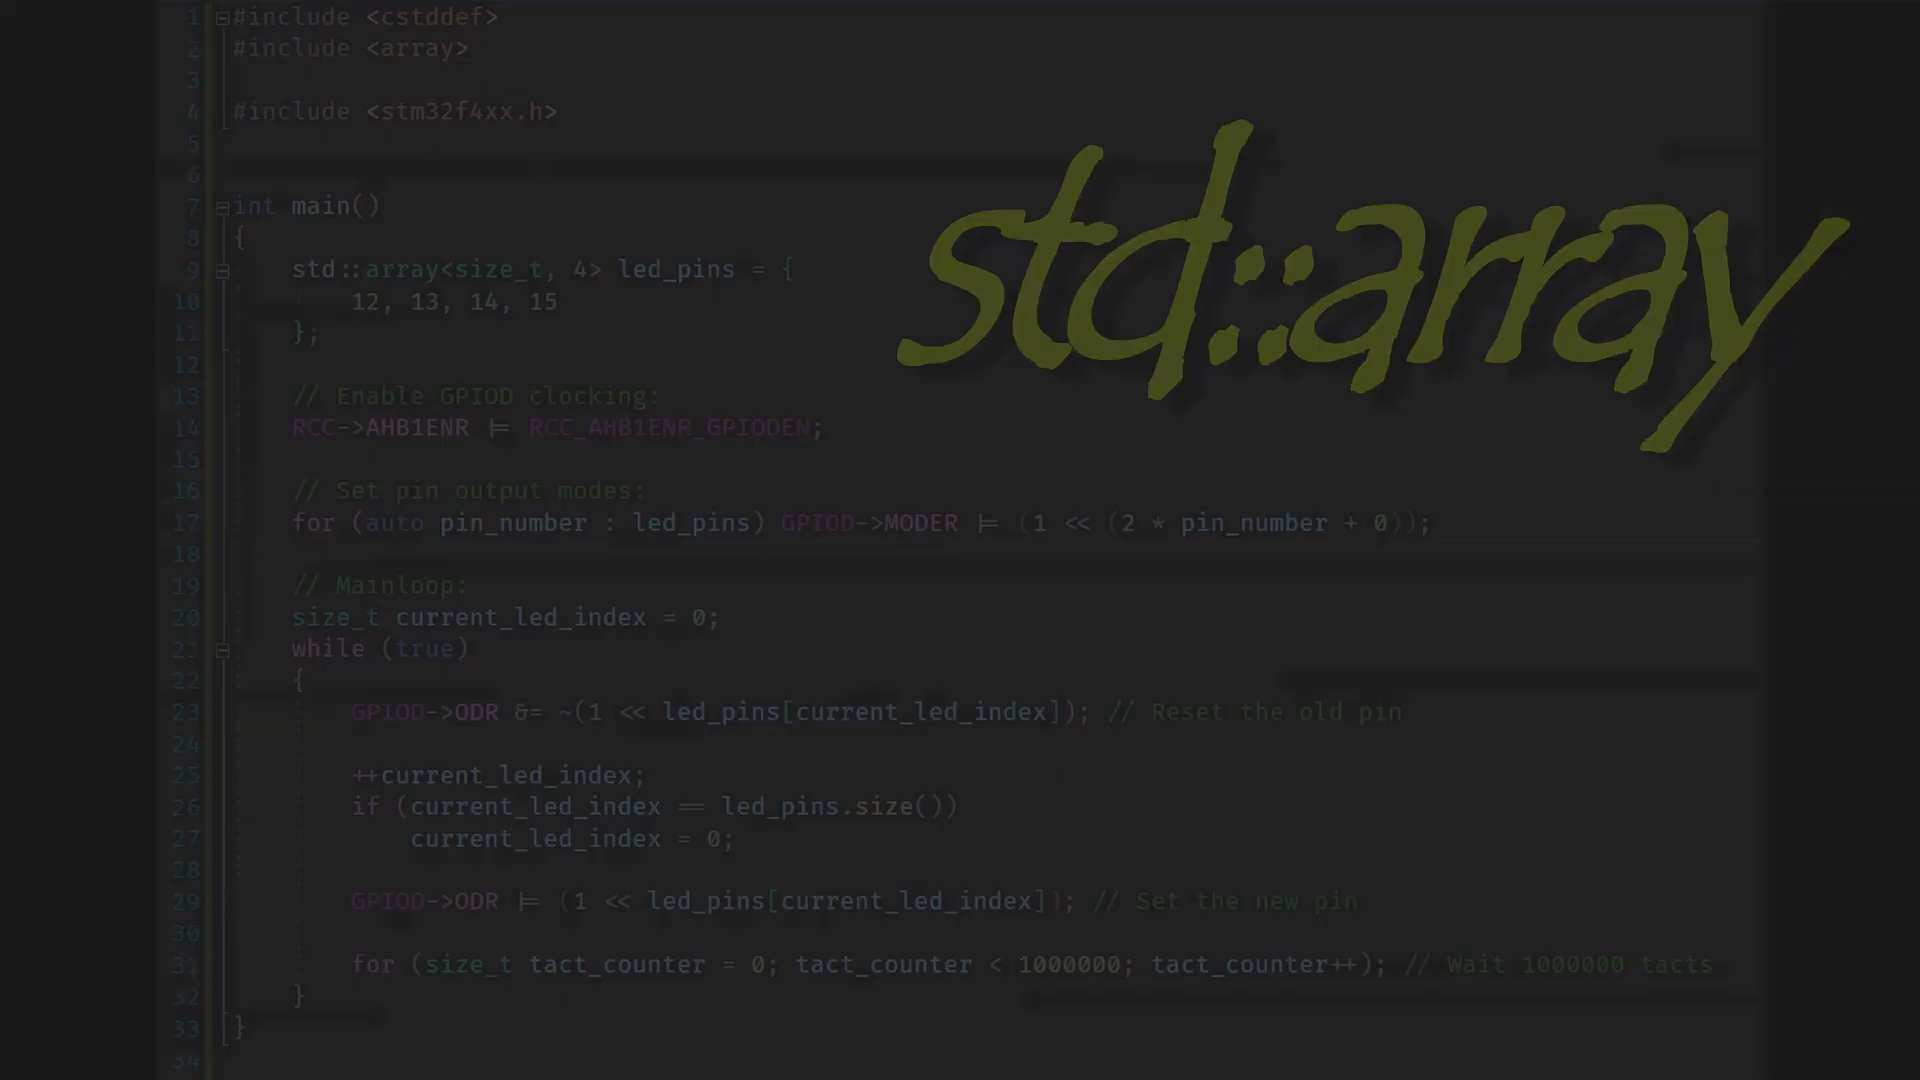 1 #include <cstddef>
2 #include <array>
3
4 #include <stm32f4xx.h>
5
6
7 int main()
8 {
9 std::array<size_t, 4> led_pins = {
10 12, 13, 14, 15
11 };
12
13 // Enable GPIOD clocking:
14 RCC->AHB1ENR |= RCC_AHB1ENR_GPIODEN;
15
16 // Set pin output modes:
17 for (auto pin_number : led_pins) GPIOD->MODER |= (1 << (2 * pin_number + 0));
18
19 // Mainloop:
20 size_t current_led_index = 0;
21 while (true)
22 {
23 GPIOD->ODR &= ~(1 << led_pins[current_led_index]); // Reset the old pin
24
25 ++current_led_index;
26 if (current_led_index == led_pins.size())
27 current_led_index = 0;
28
29 GPIOD->ODR |= (1 << led_pins[current_led_index]); // Set the new pin
30
31 for (size_t tact_counter = 0; tact_counter < 1000000; tact_counter++); // Wait 1000000 tacts
32 }
33 }
34
std::array